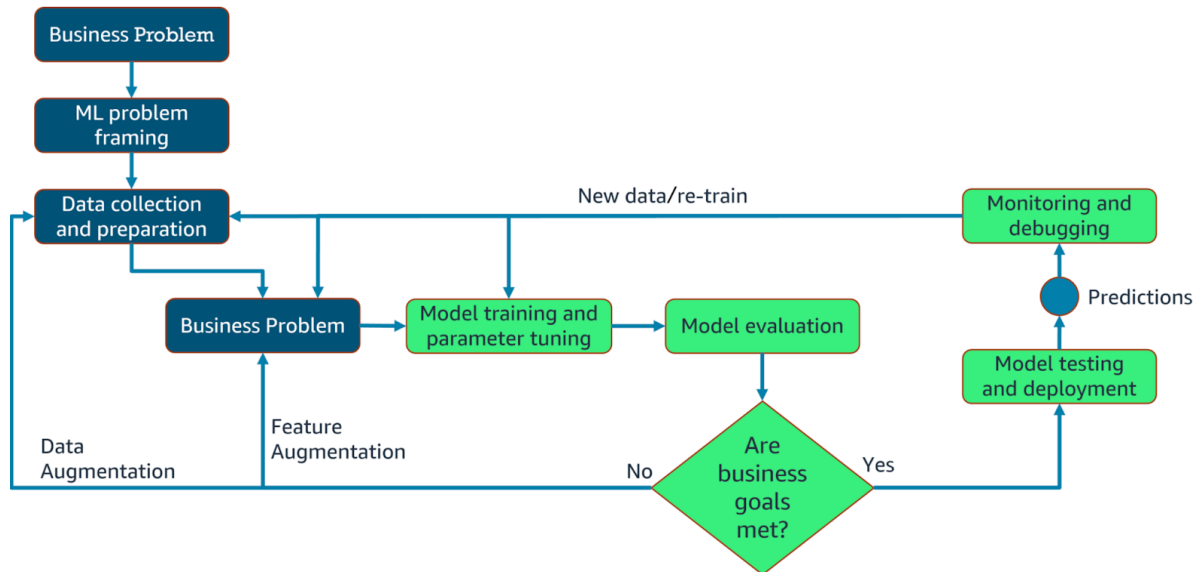 Business Problem
ML problem
framing
Data collection
and preparation
New data/re-train
Monitoring and
debugging
Predictions
Business Problem
Model training and
parameter tuning
Model evaluation
Model testing
and deployment
Data
Augmentation
Feature
Augmentation
No
Are
business
goals
met?
Yes